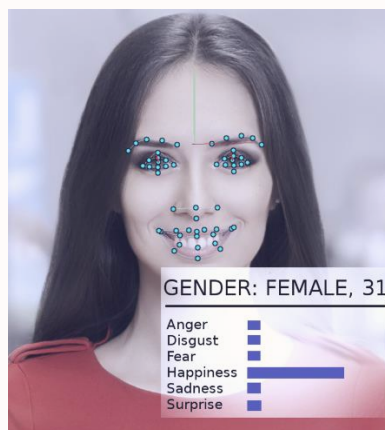 GENDER: FEMALE, 31
Anger
Disgust
Fear
Happiness
Sadness
Surprise